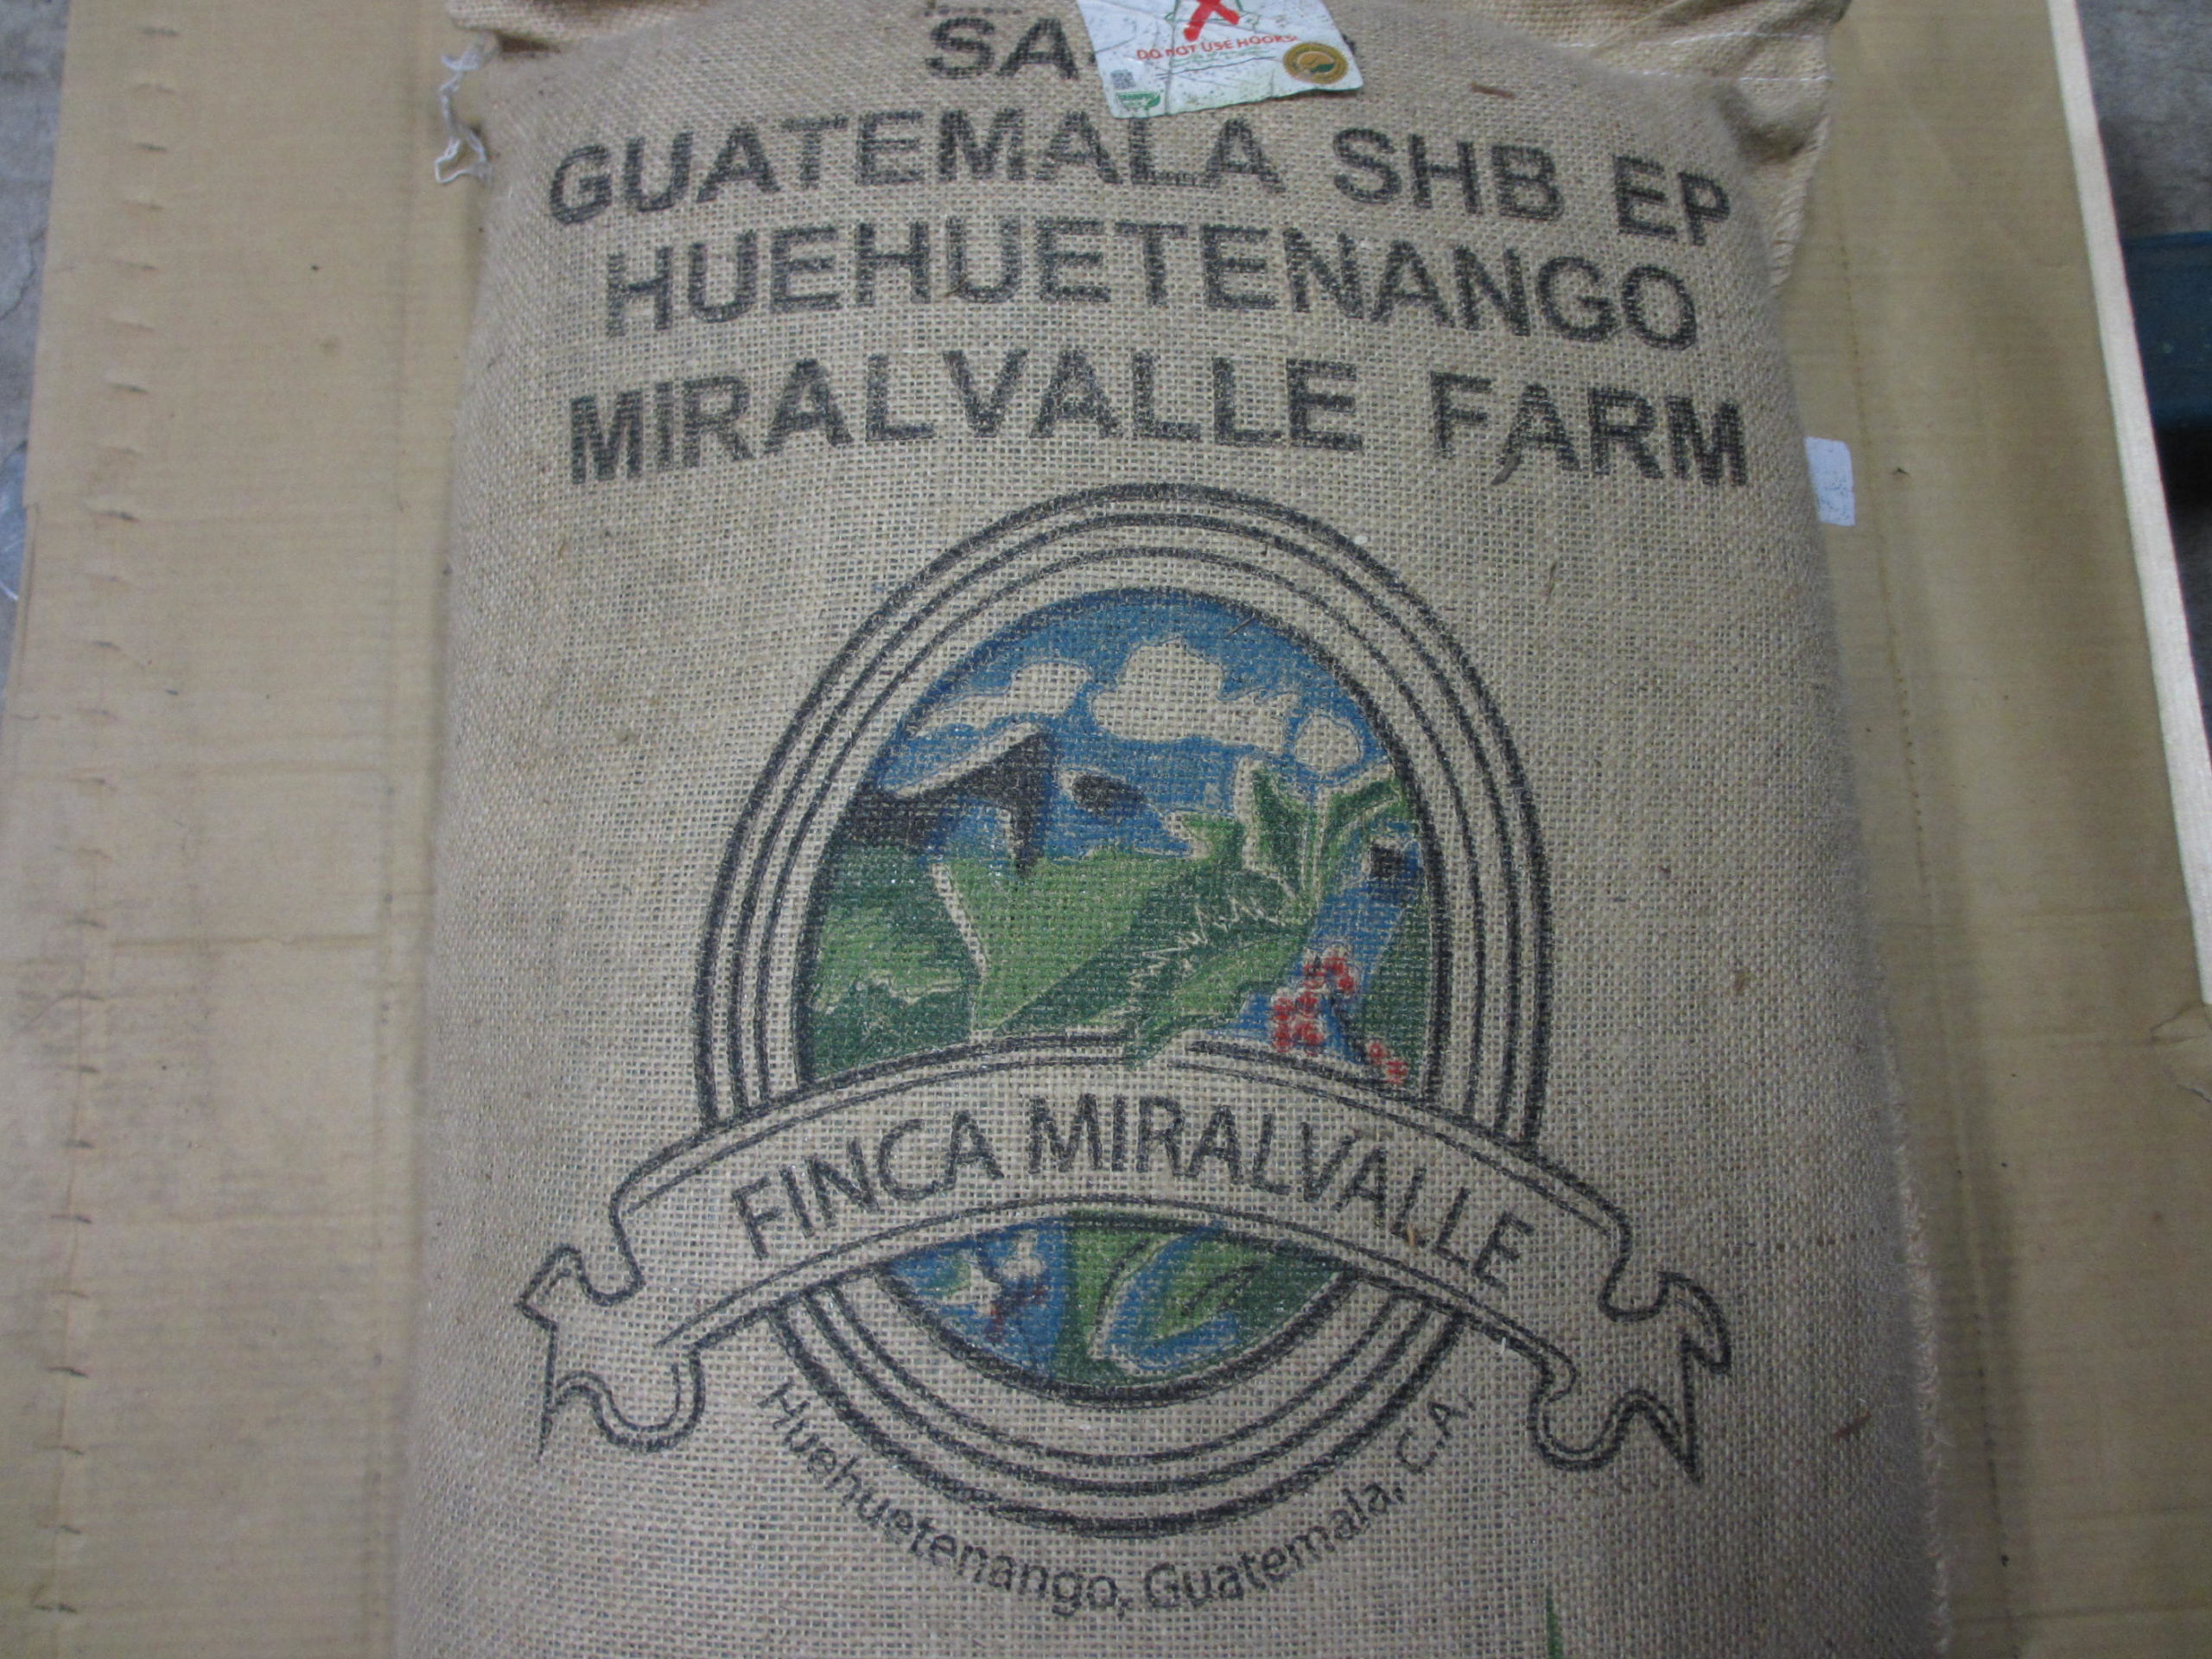 GUATEMALA SHB EP
HUEHUETENANGO
MIRALVALLE FARM
DO NOT USE HOOKS!
FINCA MIRALVALLE
Huehuetenango, Guatemala, C.A.